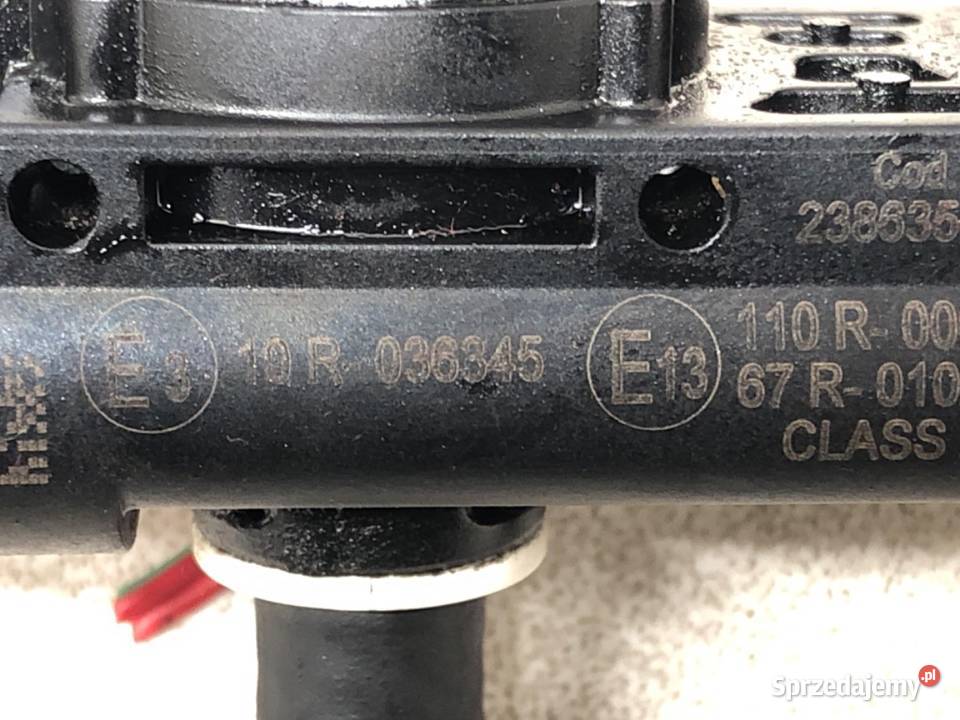 Cod
238635
E3 10 R- 036345
E13
110 R- 00
67 R- 010
CLASS
Sprzedajemy.pl